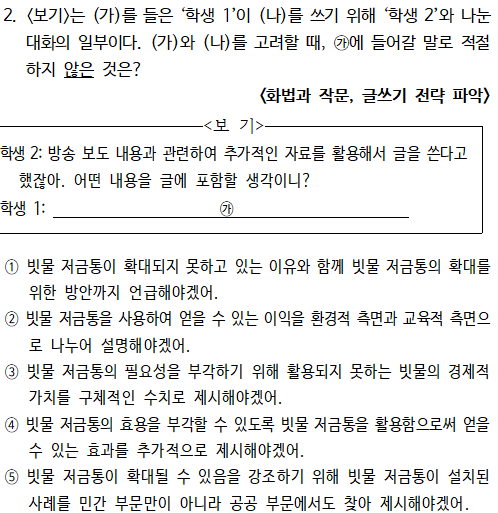 2. <보기>는 (가)를 들은 ‘학생 1’이 (나)를 쓰기 위해 ‘학생 2’와 나눈
대화의 일부이다. (가)와 (나)를 고려할 때, ㉮에 들어갈 말로 적절
하지 않은 것은?
<화법과 작문, 글쓰기 전략 파악>
<보 기>
학생 2: 방송 보도 내용과 관련하여 추가적인 자료를 활용해서 글을 쓴다고
했잖아. 어떤 내용을 글에 포함할 생각이니?
학생 1: ㉮
① 빗물 저금통이 확대되지 못하고 있는 이유와 함께 빗물 저금통의 확대를
위한 방안까지 언급해야겠어.
② 빗물 저금통을 사용하여 얻을 수 있는 이익을 환경적 측면과 교육적 측면으
로 나누어 설명해야겠어.
③ 빗물 저금통의 필요성을 부각하기 위해 활용되지 못하는 빗물의 경제적
가치를 구체적인 수치로 제시해야겠어.
④ 빗물 저금통의 효용을 부각할 수 있도록 빗물 저금통을 활용함으로써 얻을
수 있는 효과를 추가적으로 제시해야겠어.
⑤ 빗물 저금통이 확대될 수 있음을 강조하기 위해 빗물 저금통이 설치된
사례를 민간 부문만이 아니라 공공 부문에서도 찾아 제시해야겠어.